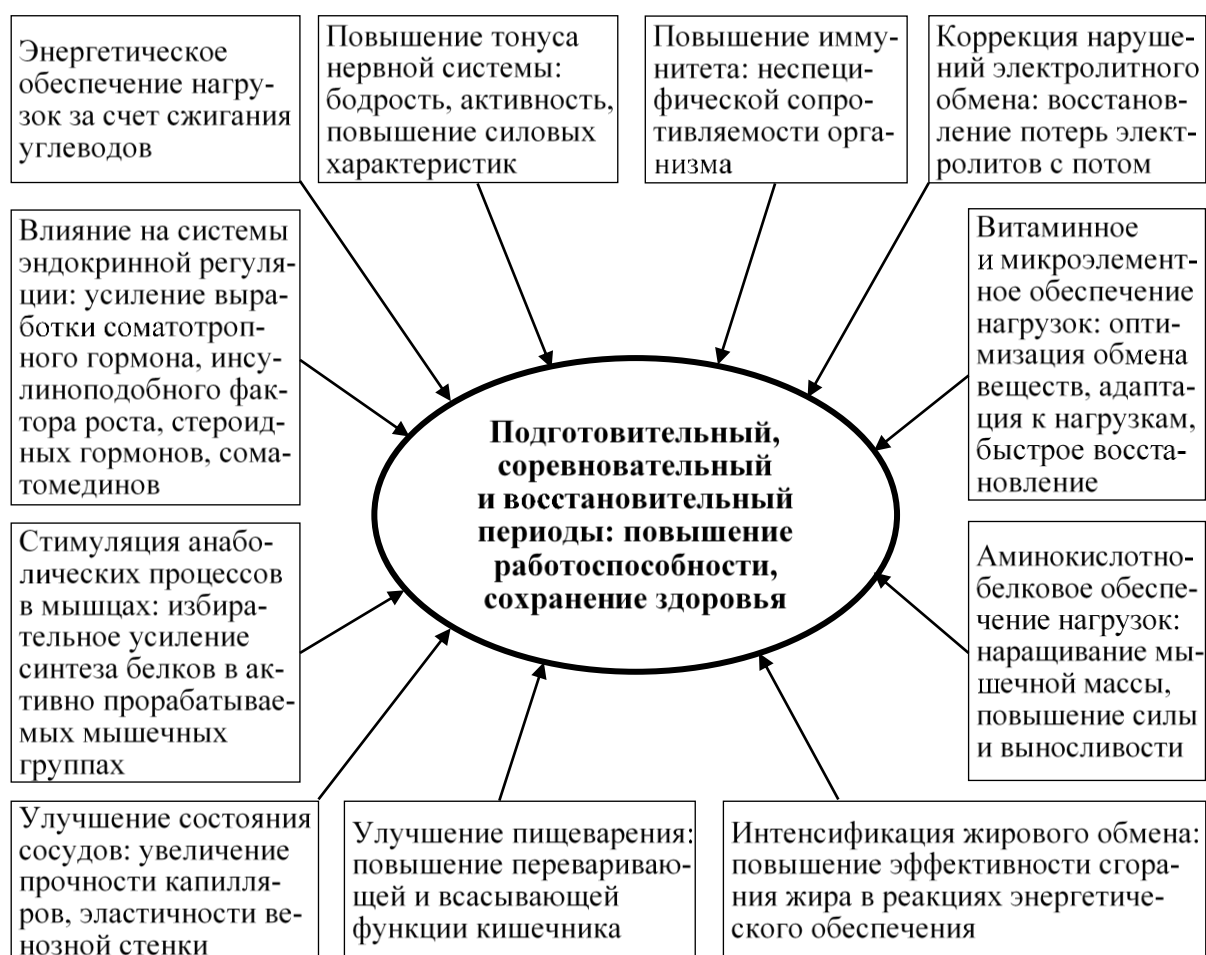 Энергетическое
обеспечение нагру-
зок за счет сжигания
углеводов
Повышение тонуса
нервной системы:
бодрость, активность,
повышение силовых
характеристик
Повышение имму-
нитета: неспеци-
фической сопро-
тивляемости орга-
низма
Коррекция наруше-
ний электролитного
обмена: восстанов-
ление потерь элект-
ролитов с потом
Влияние на системы
эндокринной регуля-
ции: усиление выра-
ботки соматотроп-
ного гормона, инсу-
линоподобного фак-
тора роста, стероид-
ных гормонов, сома-
томединов
Витаминное
и микроэлемент-
ное обеспечение
нагрузок: опти-
мизация обмена
веществ, адапта-
ция к нагрузкам,
быстрое восста-
новление
Подготовительный,
соревновательный
и восстановительный
периоды: повышение
работоспособности,
сохранение здоровья
Стимуляция анабо-
лических процессов
в мышцах: избира-
тельное усиление
синтеза белков в ак-
тивно прорабатывае-
мых мышечных
группах
Аминокислотно-
белковое обеспе-
чение нагрузок:
наращивание мы-
шечной массы,
повышение силы
и выносливости
Улучшение состояния
сосудов: увеличение
прочности капилля-
ров, эластичности ве-
нозной стенки
Улучшение пищеварения:
повышение перевариваю-
щей и всасывающей
функции кишечника
Интенсификация жирового обмена:
повышение эффективности сгора-
ния жира в реакциях энергетиче-
ского обеспечения